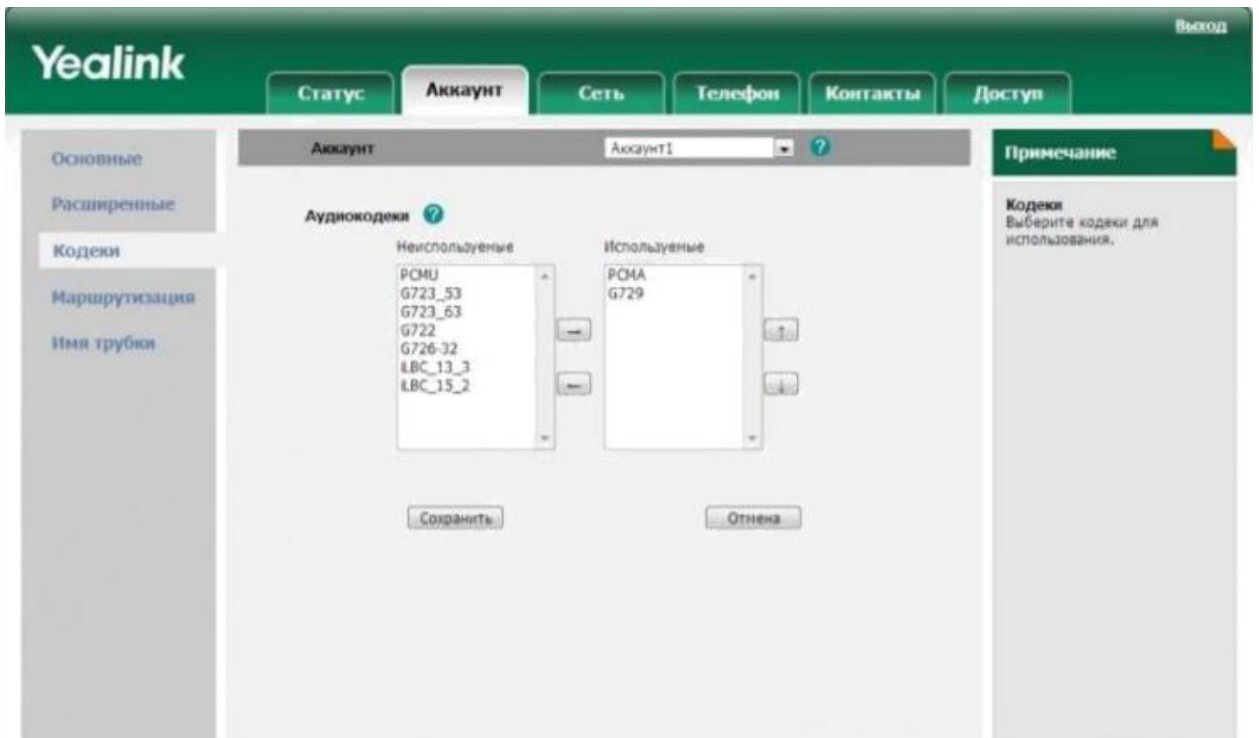 Выход
Yealink
Статус
Аккаунт
Сеть
Телефон
Контакты
Доступ
Основные
Расширенные
Кодеки
Маршрутизация
Имя трубки
Аккаунт
Аккаунт1
?
Аудиокодеки ?
Неиспользуемые
PCMU
G723_53
G723_63
G722
G726-32
iLBC_13_3
iLBC_15_2
→
←
Используемые
PCMA
G729
↑
↓
Сохранить
Отмена
Примечание
Кодеки
Выберите кодеки для
использования.